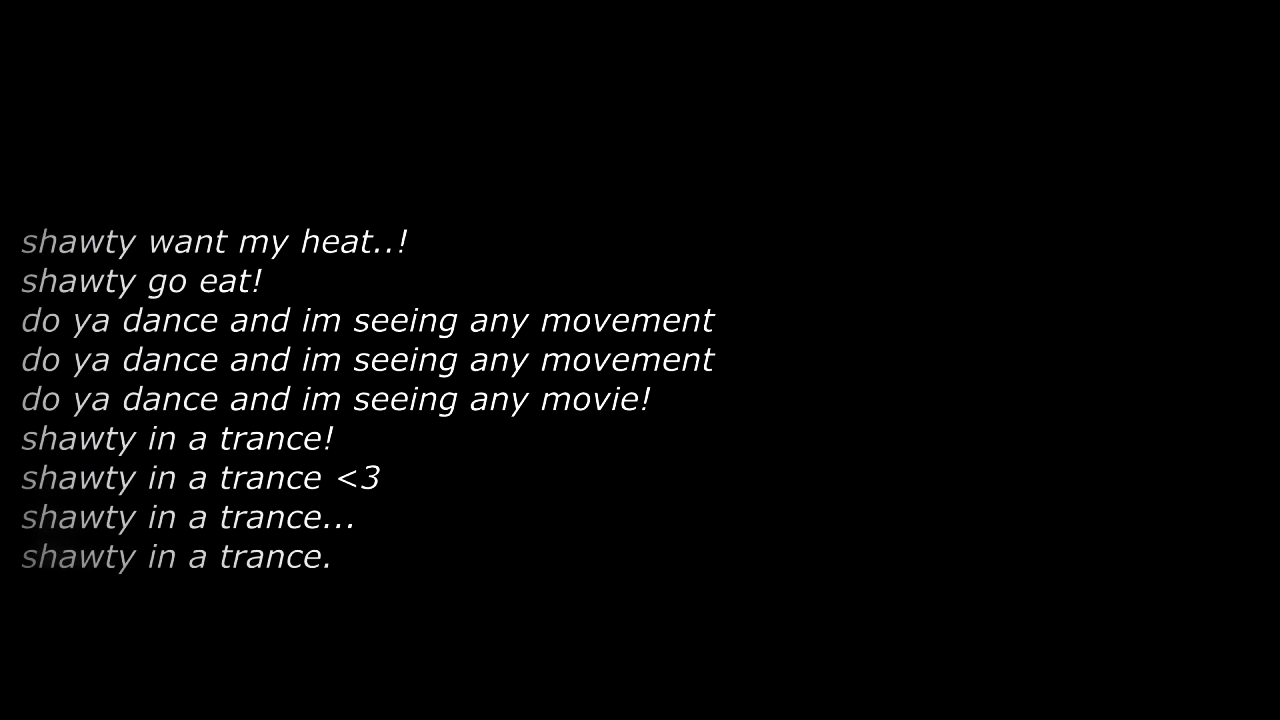 shawty want my heat..!
shawty go eat!
do ya dance and im seeing any movement
do ya dance and im seeing any movement
do ya dance and im seeing any movie!
shawty in a trance!
shawty in a trance <3
shawty in a trance...
shawty in a trance.